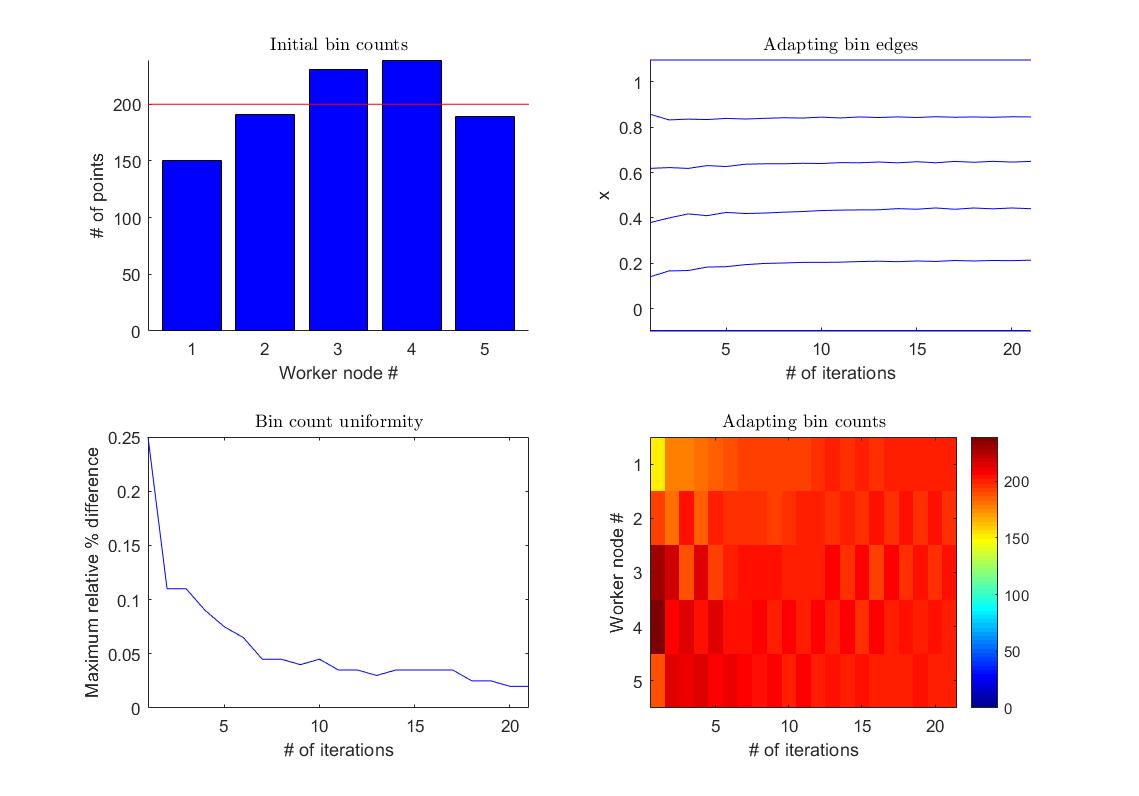 Initial bin counts
200
150
100
50
0
# of points
1 2 3 4 5
Worker node #
Adapting bin edges
1
0.8
0.6
0.4
0.2
0
x
5 10 15 20
# of iterations
Bin count uniformity
0.25
0.2
0.15
0.1
0.05
0
Maximum relative % difference
5 10 15 20
# of iterations
Adapting bin counts
1
2
3
4
5
Worker node #
5 10 15 20
# of iterations
200
150
100
50
0